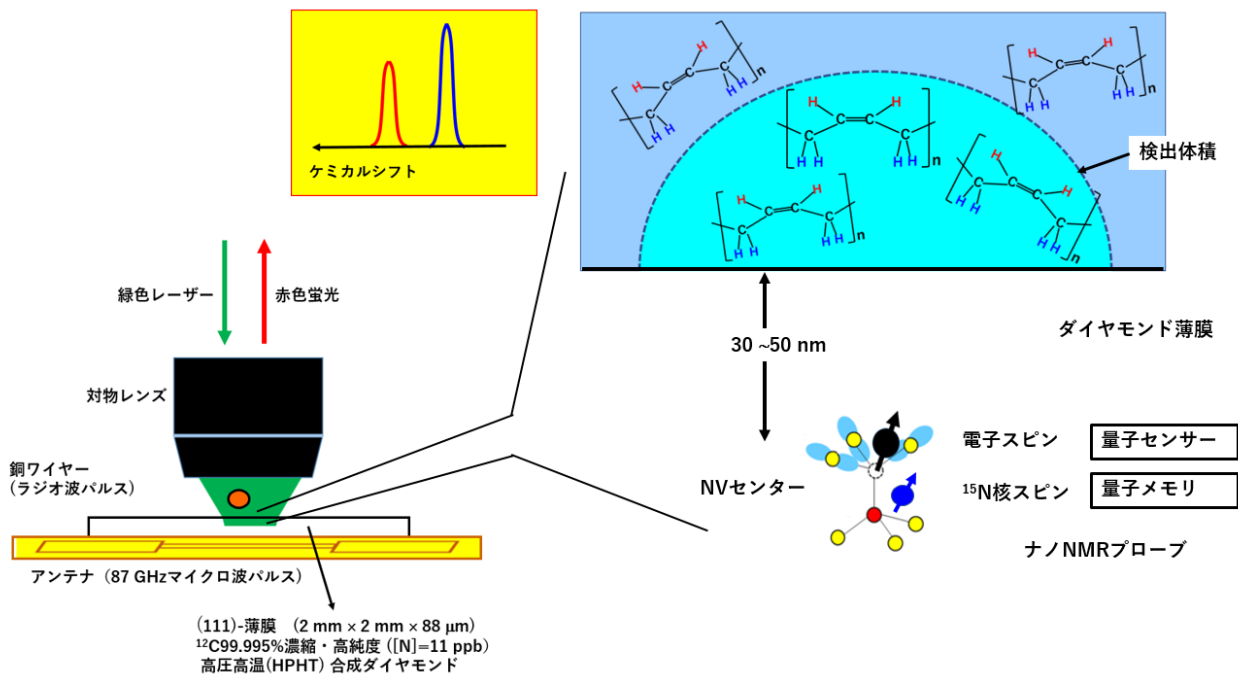 ケミカルシフト
緑色レーザー
赤色蛍光
対物レンズ
銅ワイヤー
(ラジオ波パルス)
アンテナ（87 GHzマイクロ波パルス）
(111)-薄膜 (2 mm × 2 mm × 88 μm)
¹²C99.995%濃縮・高純度 ([N]=11 ppb)
高圧高温(HPHT) 合成ダイヤモンド
H H C C C C H H H H n
H H C C C C H H H H n
H H C C C C H H H H n
H H C C C C H H H H n
H H C C C C H H H H n
検出体積
30 ~50 nm
ダイヤモンド薄膜
NVセンター
電子スピン 量子センサー
¹⁵N核スピン 量子メモリ
ナノNMRプローブ